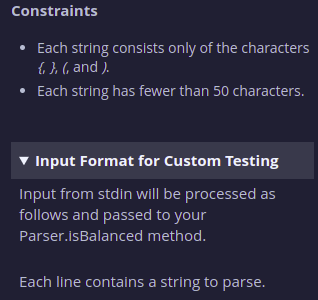 Constraints
• Each string consists only of the characters
{, }, (, and ).
• Each string has fewer than 50 characters.
▼ Input Format for Custom Testing
Input from stdin will be processed as
follows and passed to your
Parser.isBalanced method.
Each line contains a string to parse.